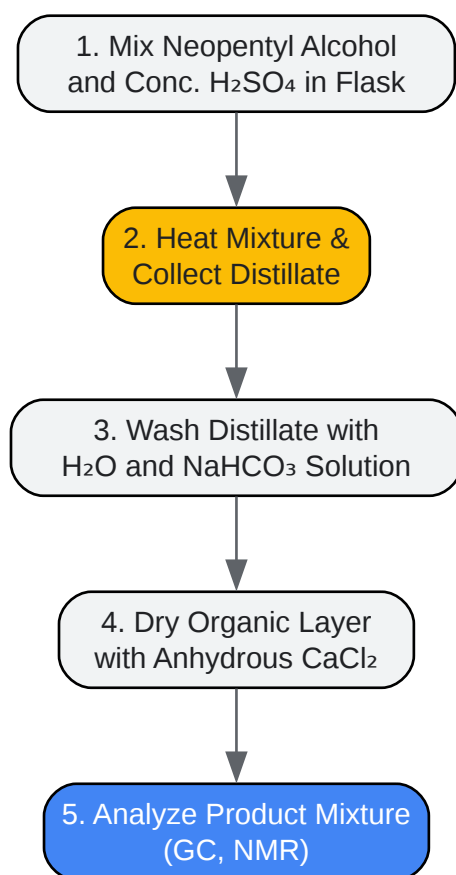 1. Mix Neopentyl Alcohol
and Conc. H₂SO₄ in Flask
2. Heat Mixture &
Collect Distillate
3. Wash Distillate with
H₂O and NaHCO₃ Solution
4. Dry Organic Layer
with Anhydrous CaCl₂
5. Analyze Product Mixture
(GC, NMR)